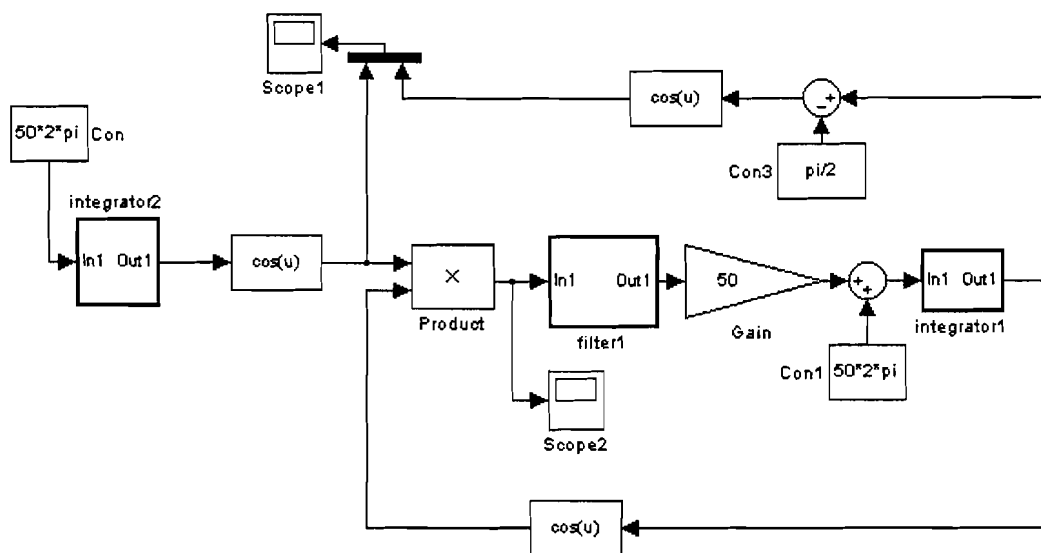 Scope1
cos(u)
50*2*pi Con
Con3 pi/2
integrator2
In1 Out1
cos(u)
×
Product
In1 Out1
filter1
50
Gain
In1 Out1
integrator1
Con1 50*2*pi
Scope2
cos(u)